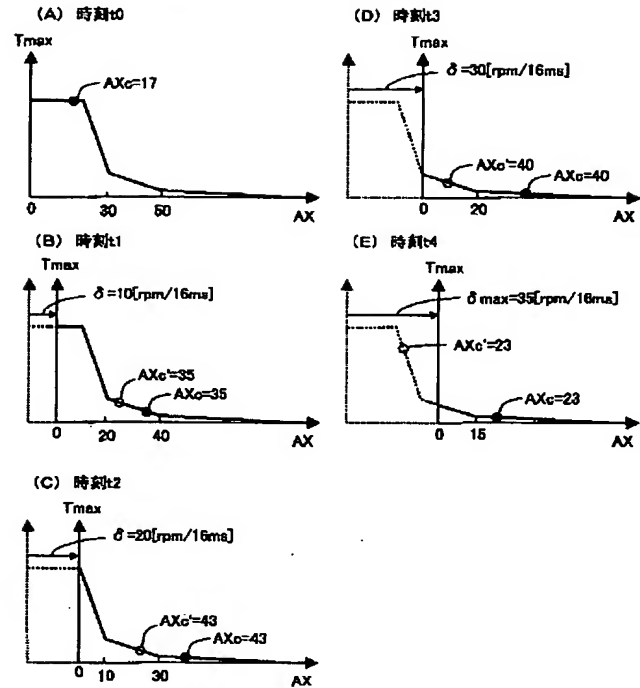 (A) 時刻t0
Tmax
AXc=17
0 30 50
AX
(B) 時刻t1
Tmax
δ=10[rpm/16ms]
AXc'=35
AXc=35
0 20 40
AX
(C) 時刻t2
Tmax
δ=20[rpm/16ms]
AXc'=43
AXc=43
0 10 30
AX
(D) 時刻t3
Tmax
δ=30[rpm/16ms]
AXc'=40
AXc=40
0 20
AX
(E) 時刻t4
Tmax
δmax=35[rpm/16ms]
AXc'=23
AXc=23
0 15
AX